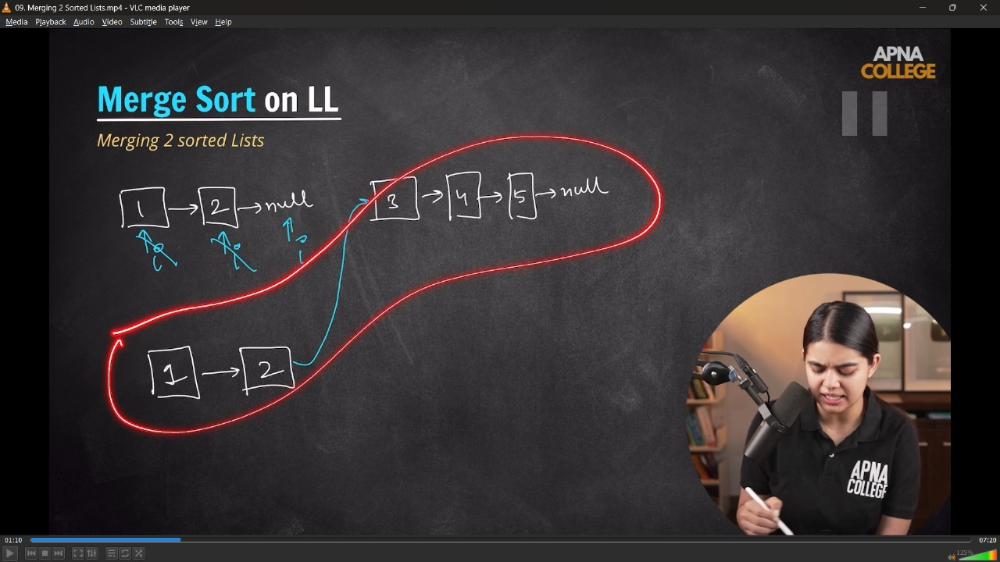 09. Merging 2 Sorted Lists.mp4 - VLC media player
Media Playback Audio Video Subtitle Tools View Help
APNA
COLLEGE
Merge Sort on LL
Merging 2 sorted Lists
1 → 2 → null
3 → 4 → 5 → null
i i i
1 → 2
APNA
COLLEGE
01:10 07:20
125%